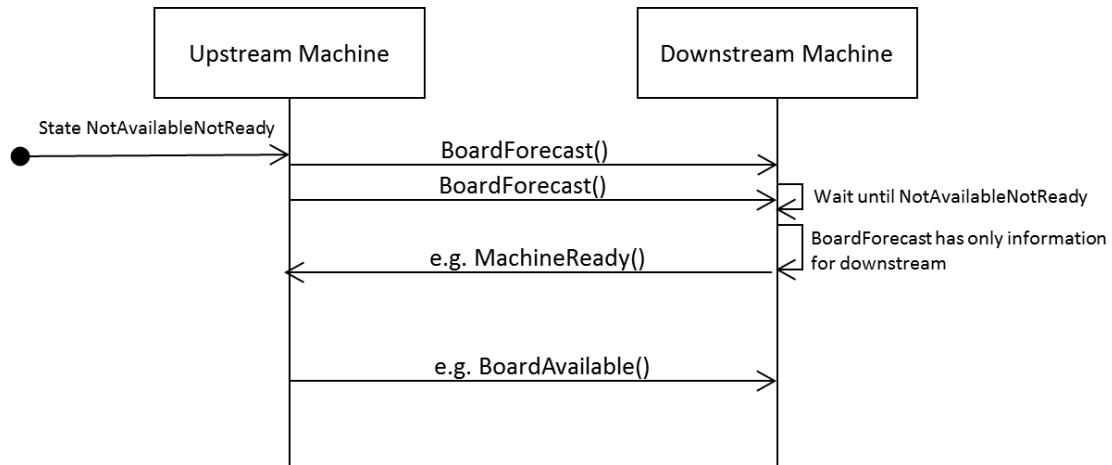 Upstream Machine
Downstream Machine
State NotAvailableNotReady
BoardForecast()
BoardForecast()
Wait until NotAvailableNotReady
BoardForecast has only information
for downstream
e.g. MachineReady()
e.g. BoardAvailable()